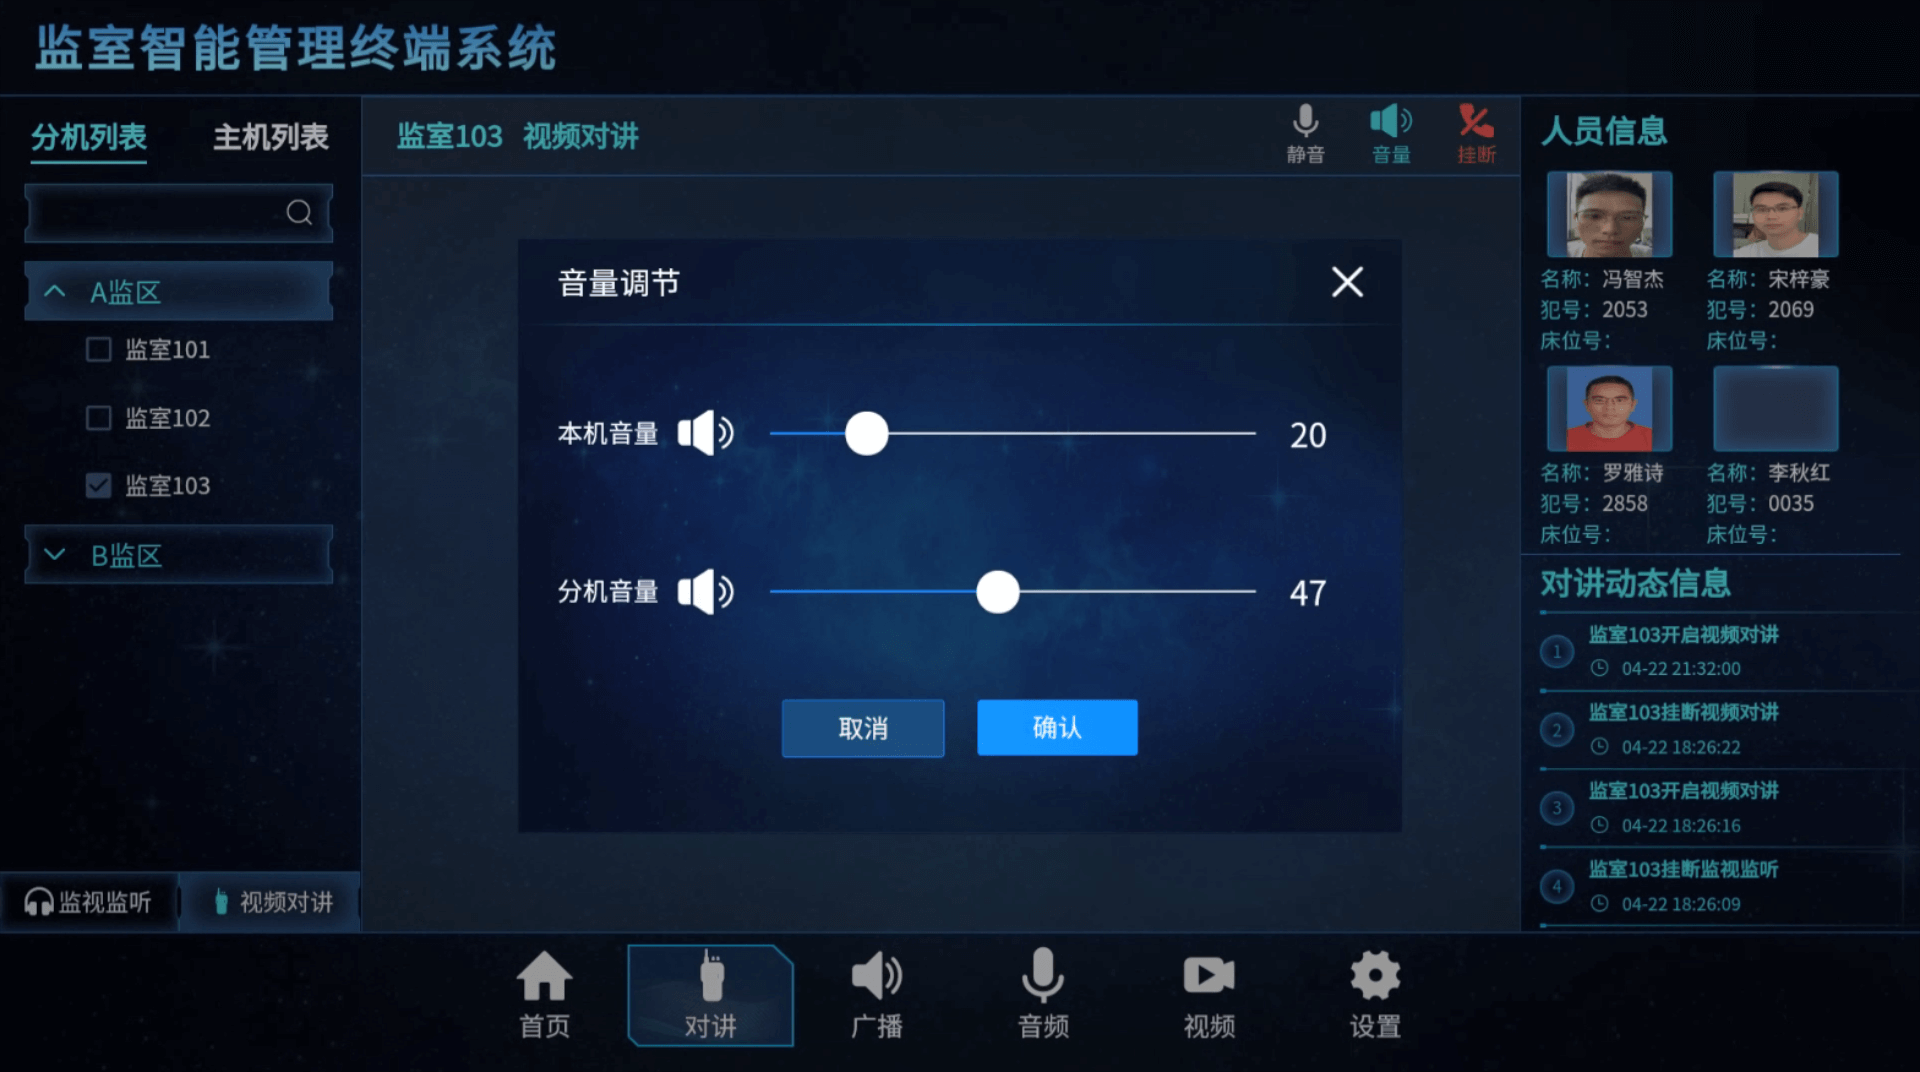 监室智能管理终端系统
分机列表 主机列表
A监区
监室101
监室102
监室103
B监区
监视监听 视频对讲
监室103 视频对讲
静音 音量 挂断
音量调节
本机音量 20
分机音量 47
取消 确认
人员信息
名称：冯智杰 名称：宋梓豪
犯号：2053 犯号：2069
床位号： 床位号：
名称：罗雅诗 名称：李秋红
犯号：2858 犯号：0035
床位号： 床位号：
对讲动态信息
1 监室103开启视频对讲
04-22 21:32:00
2 监室103挂断视频对讲
04-22 18:26:22
3 监室103开启视频对讲
04-22 18:26:16
4 监室103挂断监视监听
04-22 18:26:09
首页 对讲 广播 音频 视频 设置